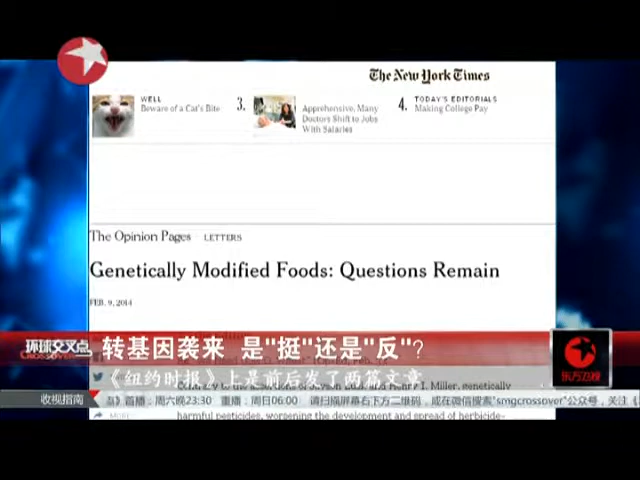 The New York Times
WELL
Beware of a Cat's Bite
3.
Apprehensive, Many
Doctors Shift to Jobs
With Salaries
4.
TODAY'S EDITORIALS
Making College Pay
The Opinion Pages
LETTERS
Genetically Modified Foods: Questions Remain
FEB. 9, 2014
环球交叉点
CROSSOVER
转基因袭来 是"挺"还是"反"?
《纽约时报》上是前后发了两篇文章
and Henry I. Miller, genetically
东方卫视
收视指南
首播：周六晚23:30 重播：周日06:00 请扫描屏幕右下方二维码，或在微信搜索"smgcrossover"公众号，关注
MORE
harmful pesticides, worsening the development and spread of herbicide-